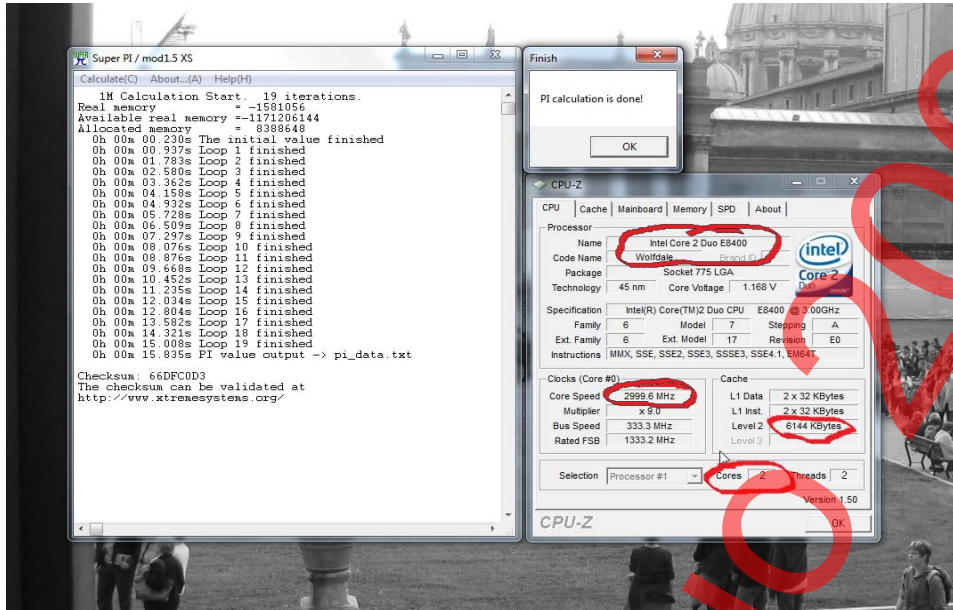 Super PI / mod1.5 XS
Calculate(C) About...(A) Help(H)
1M Calculation Start. 19 iterations.
Real memory = -1581056
Available real memory =-1171206144
Allocated memory = 8388648
0h 00m 00.230s The initial value finished
0h 00m 00.937s Loop 1 finished
0h 00m 01.783s Loop 2 finished
0h 00m 02.580s Loop 3 finished
0h 00m 03.362s Loop 4 finished
0h 00m 04.158s Loop 5 finished
0h 00m 04.932s Loop 6 finished
0h 00m 05.728s Loop 7 finished
0h 00m 06.509s Loop 8 finished
0h 00m 07.297s Loop 9 finished
0h 00m 08.076s Loop 10 finished
0h 00m 08.876s Loop 11 finished
0h 00m 09.668s Loop 12 finished
0h 00m 10.452s Loop 13 finished
0h 00m 11.235s Loop 14 finished
0h 00m 12.034s Loop 15 finished
0h 00m 12.804s Loop 16 finished
0h 00m 13.582s Loop 17 finished
0h 00m 14.321s Loop 18 finished
0h 00m 15.008s Loop 19 finished
0h 00m 15.835s PI value output -> pi_data.txt
Checksum: 66DFC0D3
The checksum can be validated at
http://www.xtremesystems.org/
Finish
PI calculation is done!
OK
CPU-Z
CPU Cache Mainboard Memory SPD About
Processor
Name Intel Core 2 Duo E8400
Code Name Wolfdale Brand ID
Package Socket 775 LGA
Technology 45 nm Core Voltage 1.168 V
intel
Core 2
Duo inside
Specification Intel(R) Core(TM)2 Duo CPU E8400 @ 3.00GHz
Family 6 Model 7 Stepping A
Ext. Family 6 Ext. Model 17 Revision E0
Instructions MMX, SSE, SSE2, SSE3, SSSE3, SSE4.1, EM64T
Clocks (Core #0) Cache
Core Speed 2999.6 MHz L1 Data 2 x 32 KBytes
Multiplier x 9.0 L1 Inst. 2 x 32 KBytes
Bus Speed 333.3 MHz Level 2 6144 KBytes
Rated FSB 1333.2 MHz Level 3
Selection Processor #1 Cores 2 Threads 2
Version 1.50
CPU-Z OK